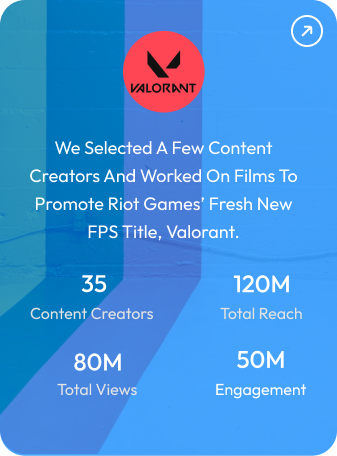 VALORANT
We Selected A Few Content
Creators And Worked On Films To
Promote Riot Games’ Fresh New
FPS Title, Valorant.
35
Content Creators
120M
Total Reach
80M
Total Views
50M
Engagement